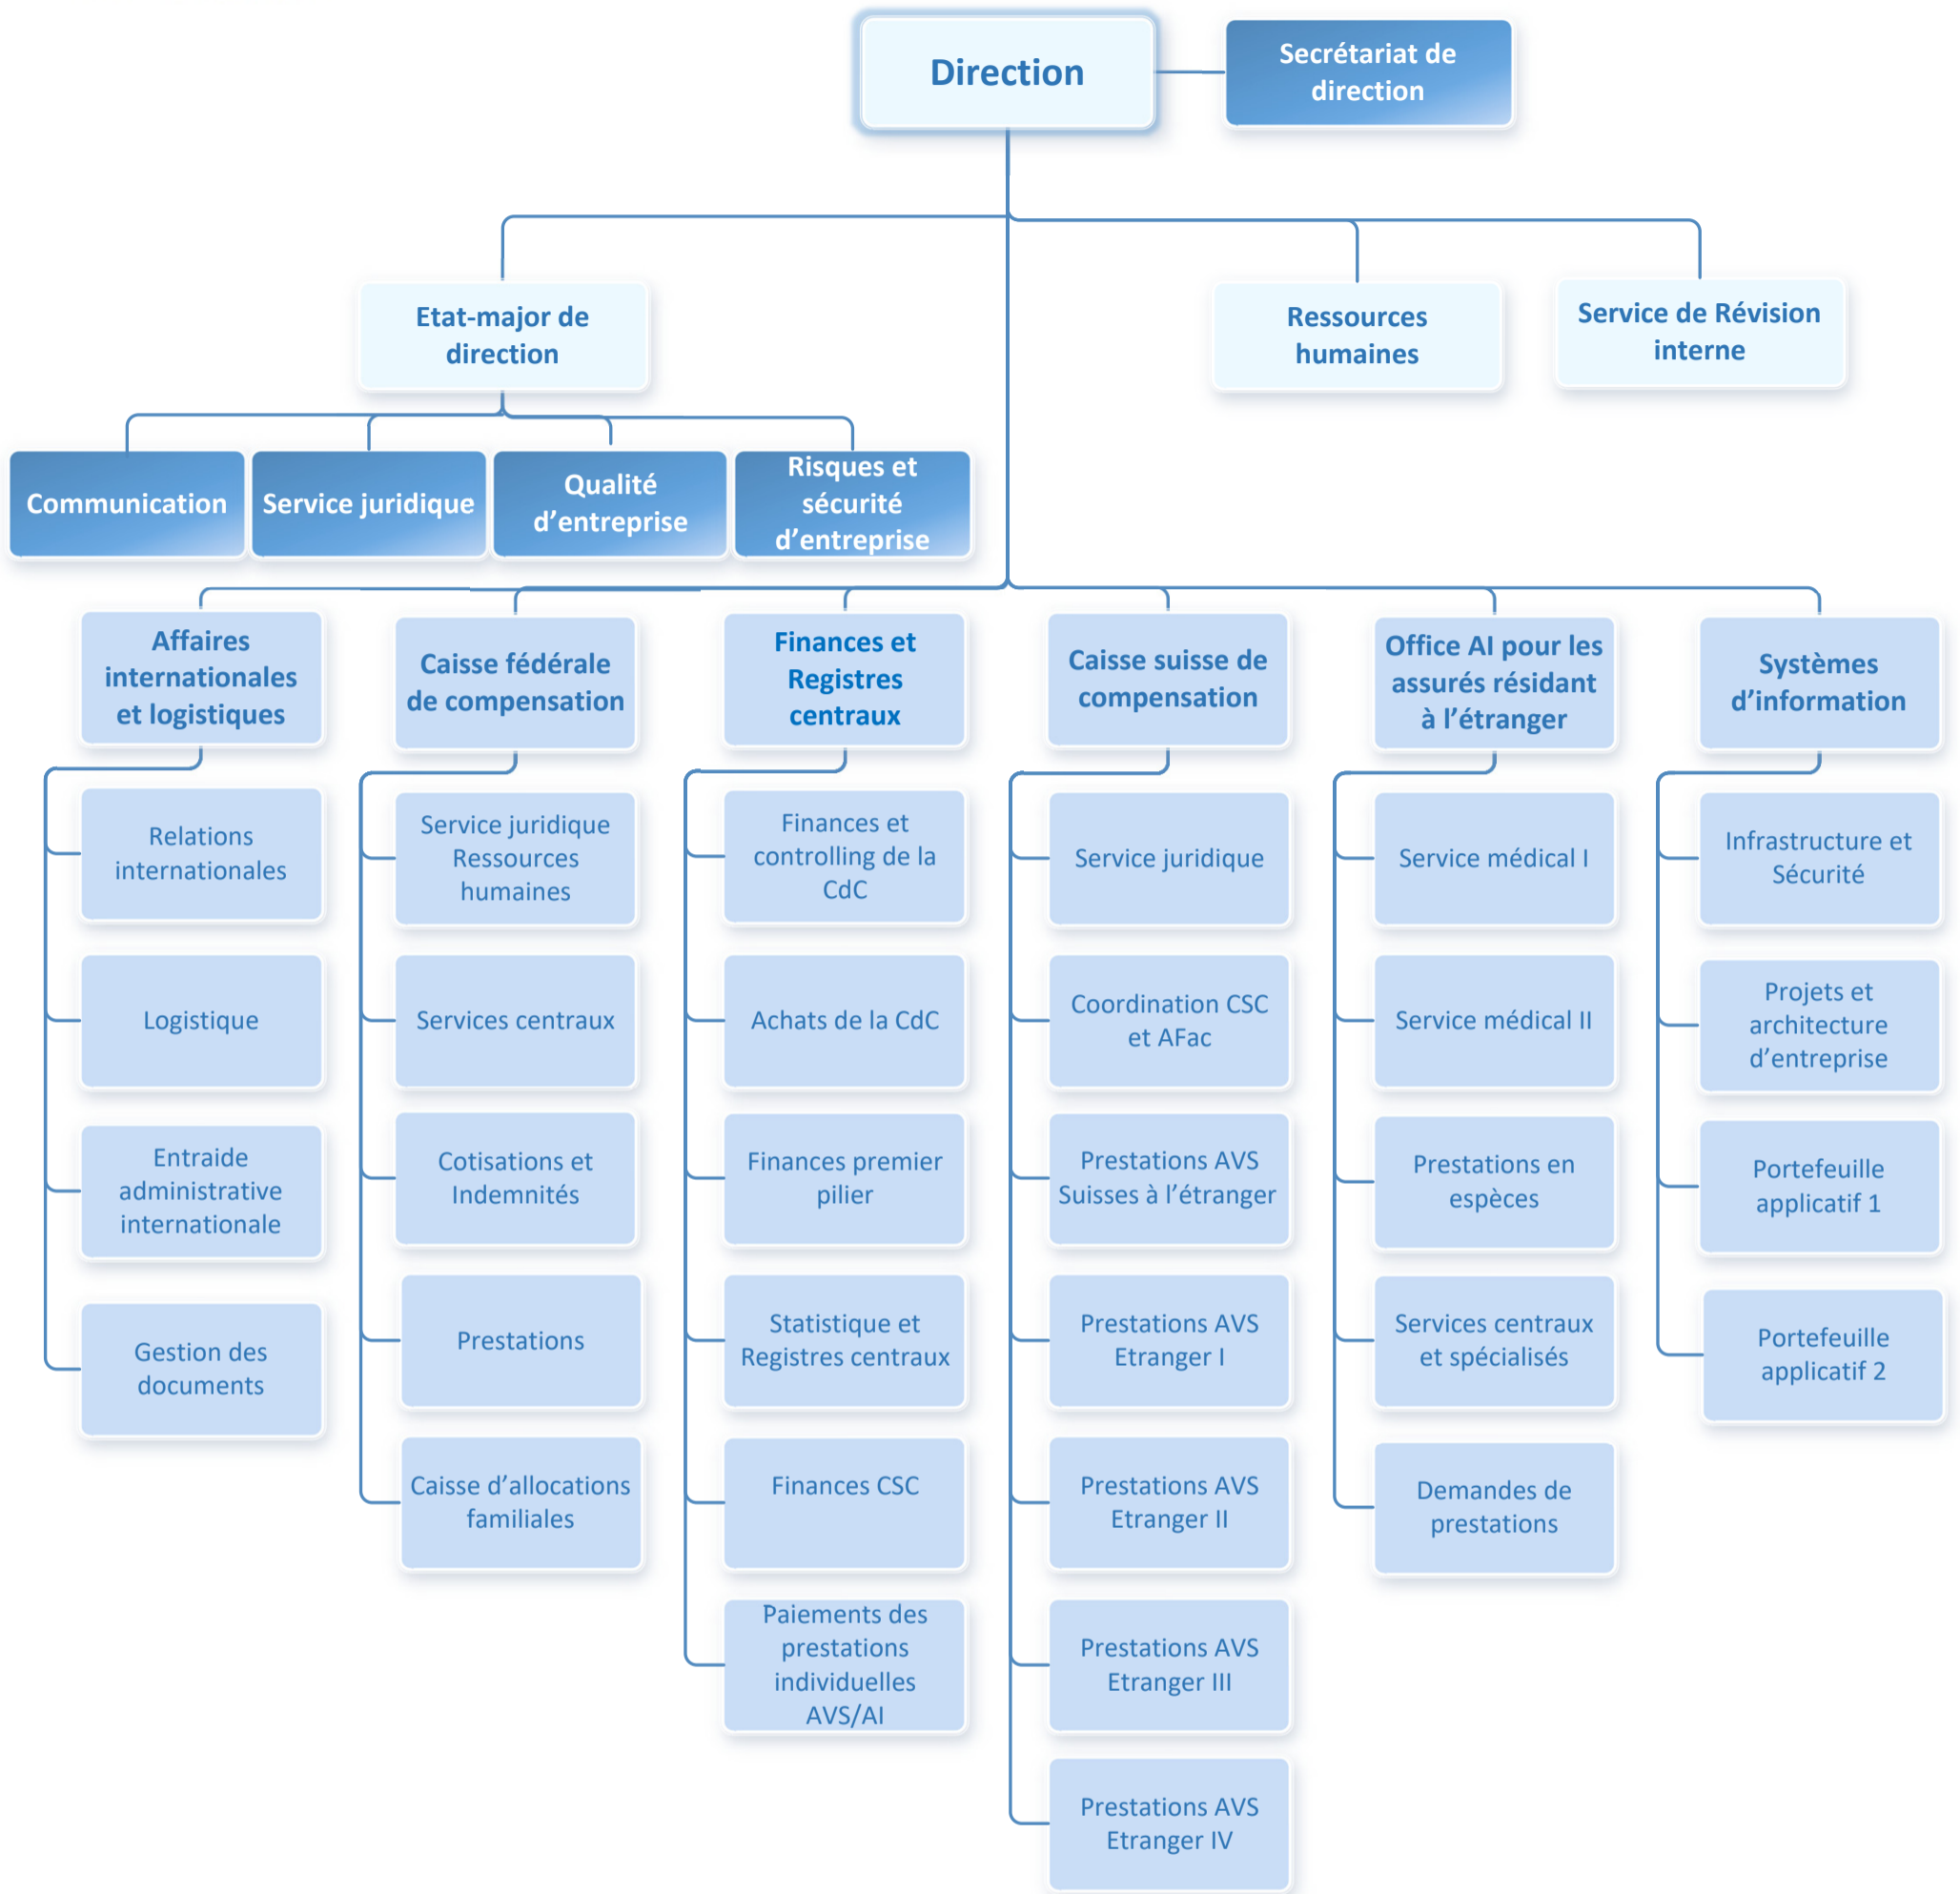 Direction
Secrétariat de
direction
Etat-major de
direction
Ressources
humaines
Service de Révision
interne
Communication
Service juridique
Qualité
d’entreprise
Risques et
sécurité
d’entreprise
Affaires
internationales
et logistiques
Relations
internationales
Logistique
Entraide
administrative
internationale
Gestion des
documents
Caisse fédérale
de compensation
Service juridique
Ressources
humaines
Services centraux
Cotisations et
Indemnités
Prestations
Caisse d’allocations
familiales
Finances et
Registres
centraux
Finances et
controlling de la
CdC
Achats de la CdC
Finances premier
pilier
Statistique et
Registres centraux
Finances CSC
Paiements des
prestations
individuelles
AVS/AI
Caisse suisse de
compensation
Service juridique
Coordination CSC
et AFac
Prestations AVS
Suisses à l’étranger
Prestations AVS
Etranger I
Prestations AVS
Etranger II
Prestations AVS
Etranger III
Prestations AVS
Etranger IV
Office AI pour les
assurés résidant
à l’étranger
Service médical I
Service médical II
Prestations en
espèces
Services centraux
et spécialisés
Demandes de
prestations
Systèmes
d’information
Infrastructure et
Sécurité
Projets et
architecture
d’entreprise
Portefeuille
applicatif 1
Portefeuille
applicatif 2